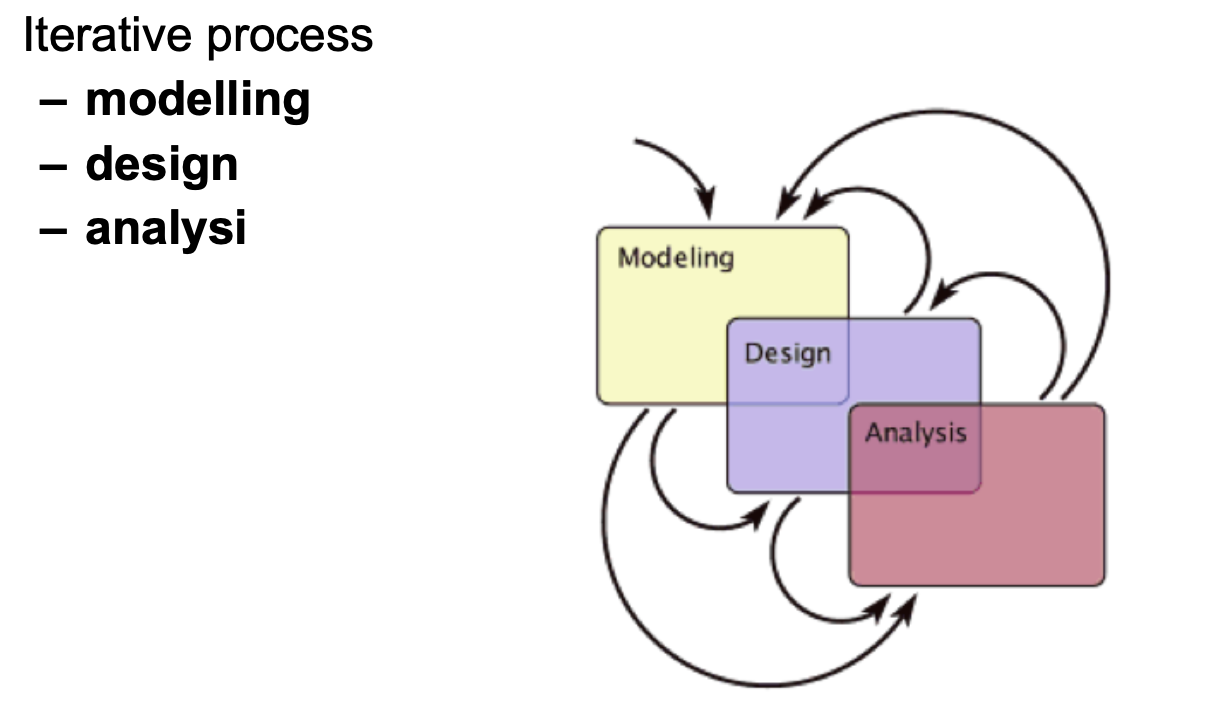 Iterative process
– modelling
– design
– analysi
Modeling
Design
Analysis